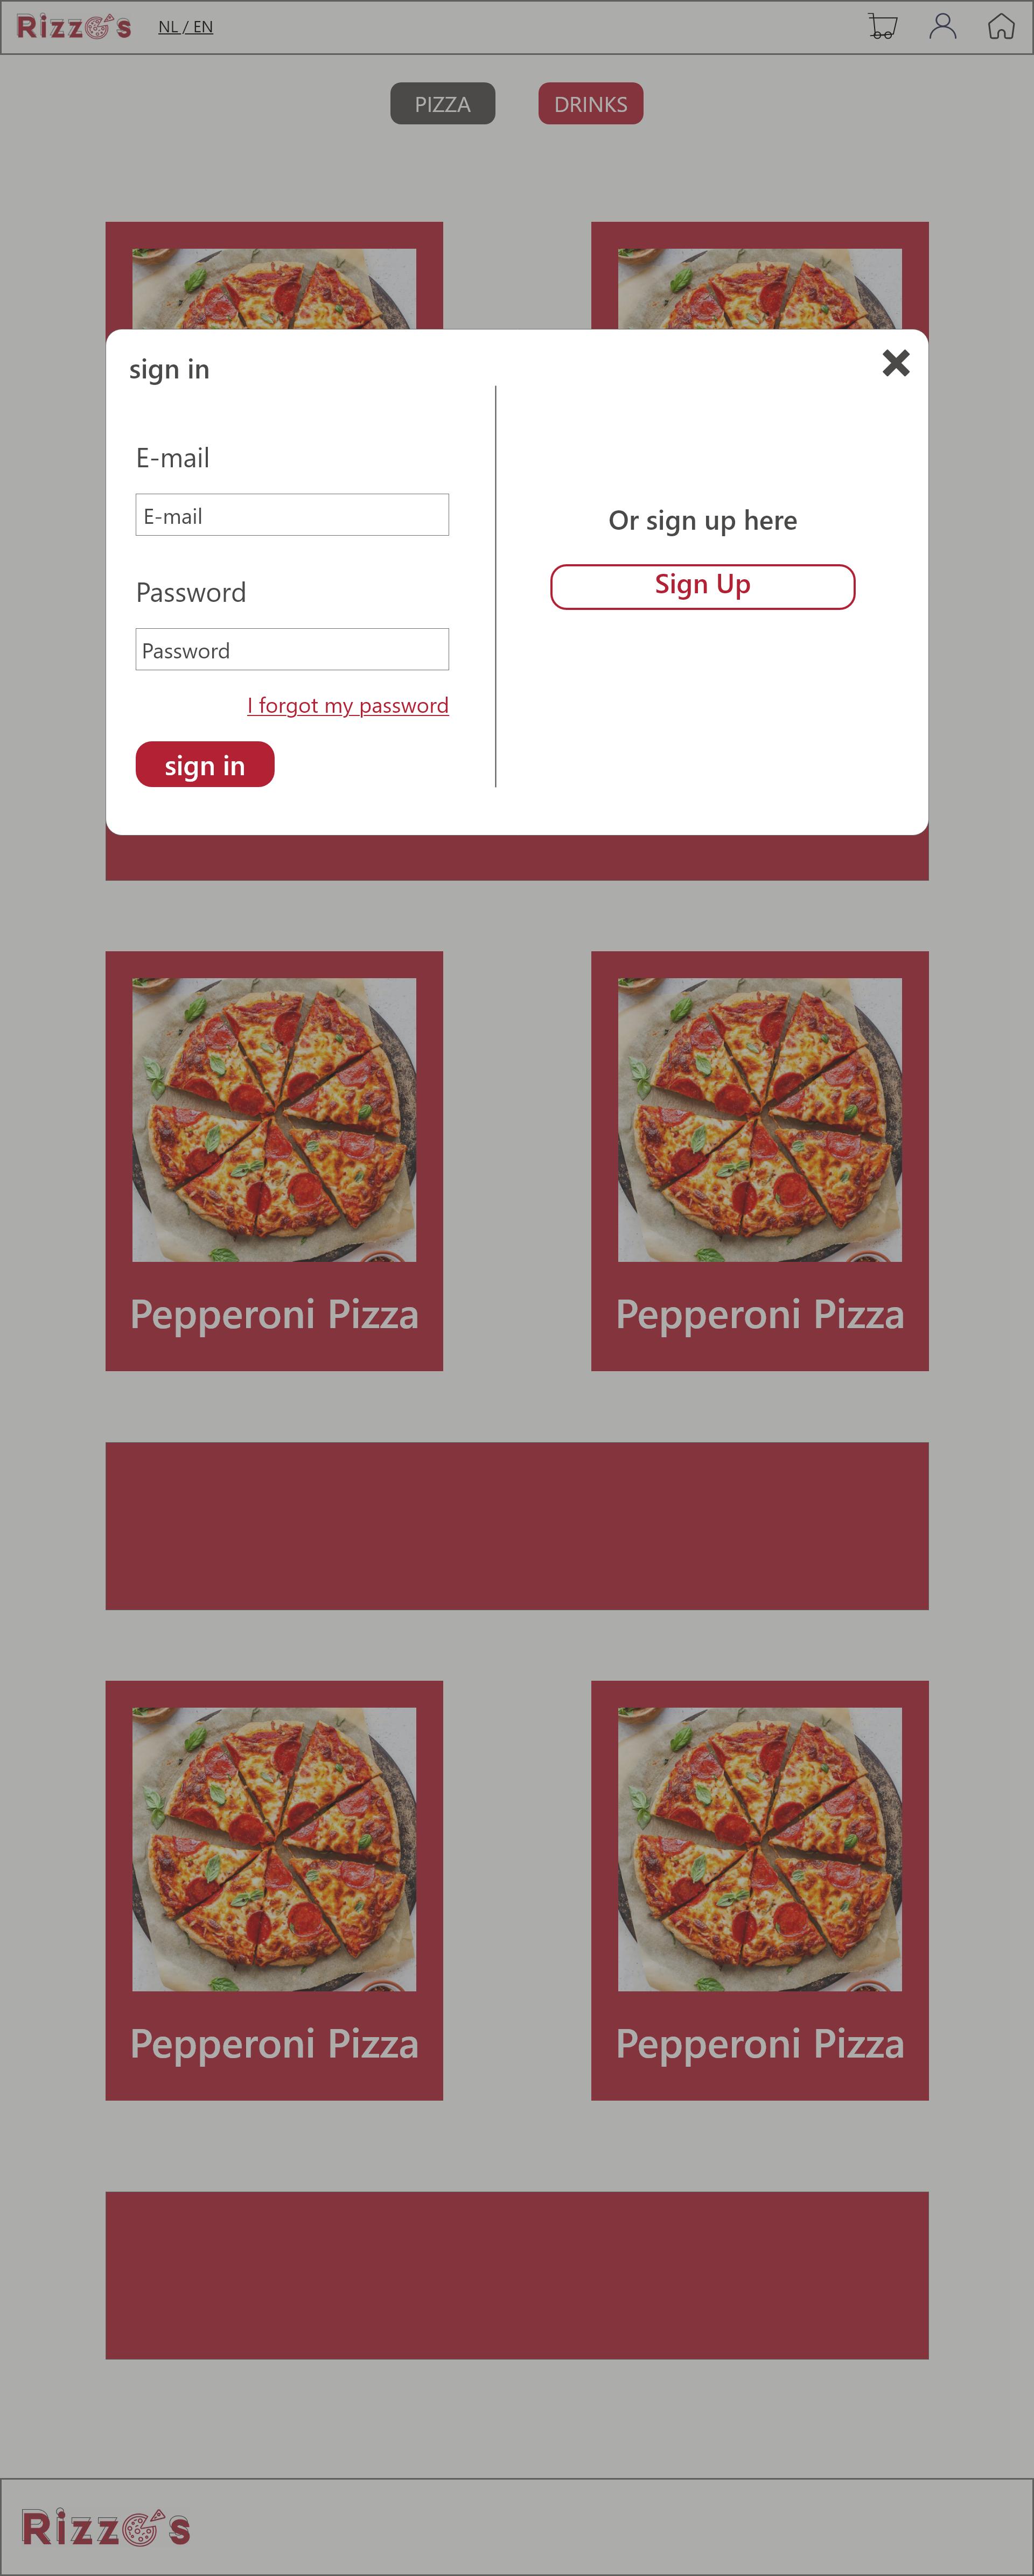 Rizzo's NL / EN
PIZZA DRINKS
sign in
E-mail
E-mail
Password
Password
I forgot my password
sign in
Or sign up here
Sign Up
Pepperoni Pizza Pepperoni Pizza
Pepperoni Pizza Pepperoni Pizza
Rizzo's